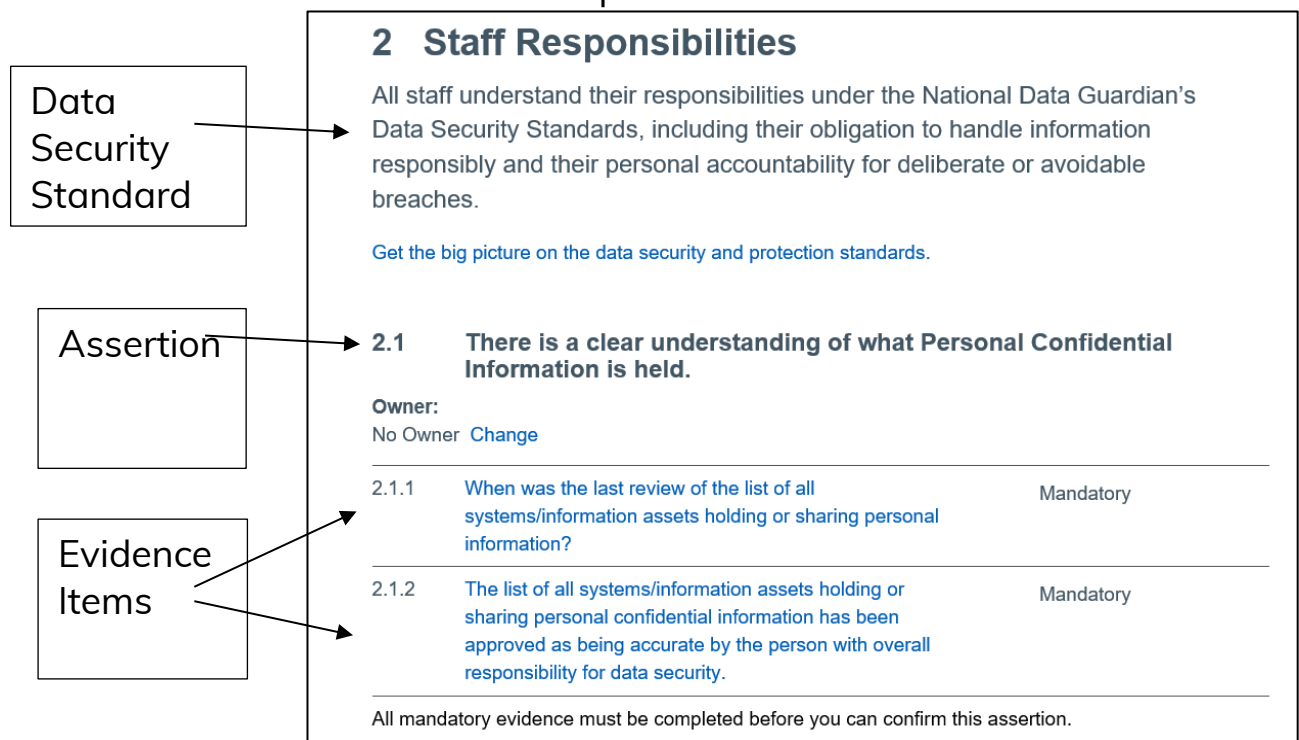 2 Staff Responsibilities
Data
Security
Standard
All staff understand their responsibilities under the National Data Guardian's
Data Security Standards, including their obligation to handle information
responsibly and their personal accountability for deliberate or avoidable
breaches.
Get the big picture on the data security and protection standards.
Assertion
2.1 There is a clear understanding of what Personal Confidential
Information is held.
Owner:
No Owner Change
Evidence
Items
2.1.1 When was the last review of the list of all Mandatory
systems/information assets holding or sharing personal
information?
2.1.2 The list of all systems/information assets holding or Mandatory
sharing personal confidential information has been
approved as being accurate by the person with overall
responsibility for data security.
All mandatory evidence must be completed before you can confirm this assertion.